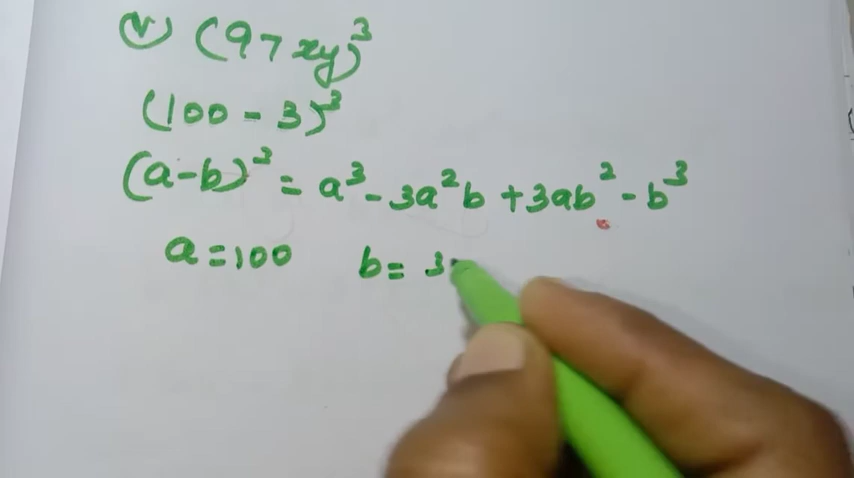 (v) (97xy)³
(100 - 3)³
(a-b)³ = a³ - 3a²b + 3ab² - b³
a = 100 b = 3